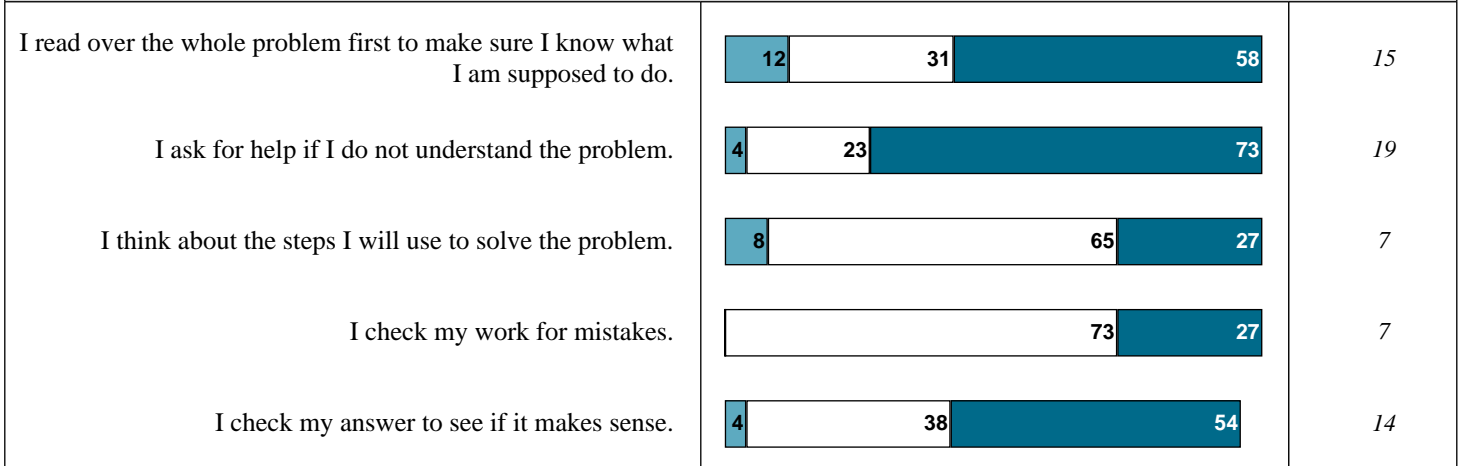 I read over the whole problem first to make sure I know what
I am supposed to do.
12 31 58 15
I ask for help if I do not understand the problem.
4 23 73 19
I think about the steps I will use to solve the problem.
8 65 27 7
I check my work for mistakes.
73 27 7
I check my answer to see if it makes sense.
4 38 54 14